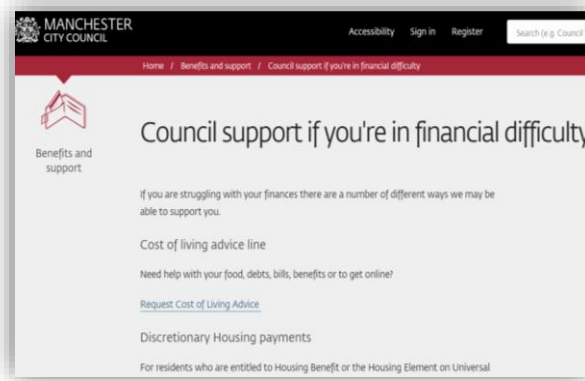 MANCHESTER
CITY COUNCIL
Accessibility Sign in Register Search (e.g. Council
Home / Benefits and support / Council support if you're in financial difficulty
Benefits and
support
Council support if you're in financial difficulty
If you are struggling with your finances there are a number of different ways we may be
able to support you.
Cost of living advice line
Need help with your food, debts, bills, benefits or to get online?
Request Cost of Living Advice
Discretionary Housing payments
For residents who are entitled to Housing Benefit or the Housing Element on Universal